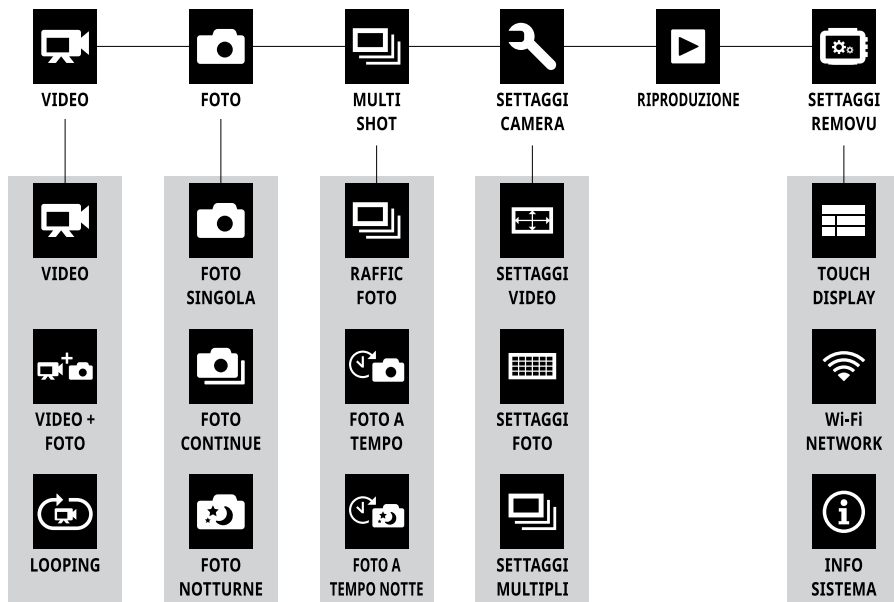 VIDEO
FOTO
MULTI
SHOT
SETTAGGI
CAMERA
RIPRODUZIONE
SETTAGGI
REMOVU
VIDEO
FOTO
SINGOLA
RAFFIC
FOTO
SETTAGGI
VIDEO
TOUCH
DISPLAY
VIDEO +
FOTO
FOTO
CONTINUE
FOTO A
TEMPO
SETTAGGI
FOTO
Wi-Fi
NETWORK
LOOPING
FOTO
NOTTURNE
FOTO A
TEMPO NOTTE
SETTAGGI
MULTIPLI
INFO
SISTEMA